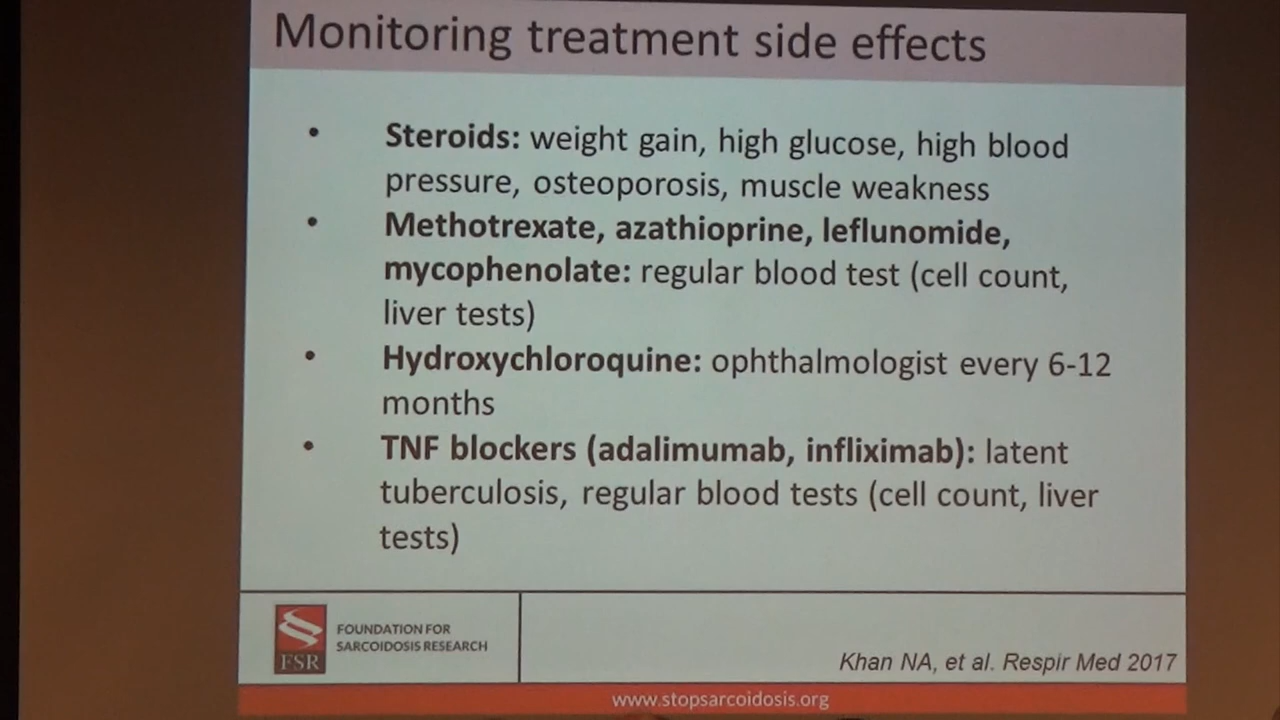 Monitoring treatment side effects
• Steroids: weight gain, high glucose, high blood
pressure, osteoporosis, muscle weakness
• Methotrexate, azathioprine, leflunomide,
mycophenolate: regular blood test (cell count,
liver tests)
• Hydroxychloroquine: ophthalmologist every 6-12
months
• TNF blockers (adalimumab, infliximab): latent
tuberculosis, regular blood tests (cell count, liver
tests)
FSR
FOUNDATION FOR
SARCOIDOSIS RESEARCH
Khan NA, et al. Respir Med 2017
www.stopsarcoidosis.org